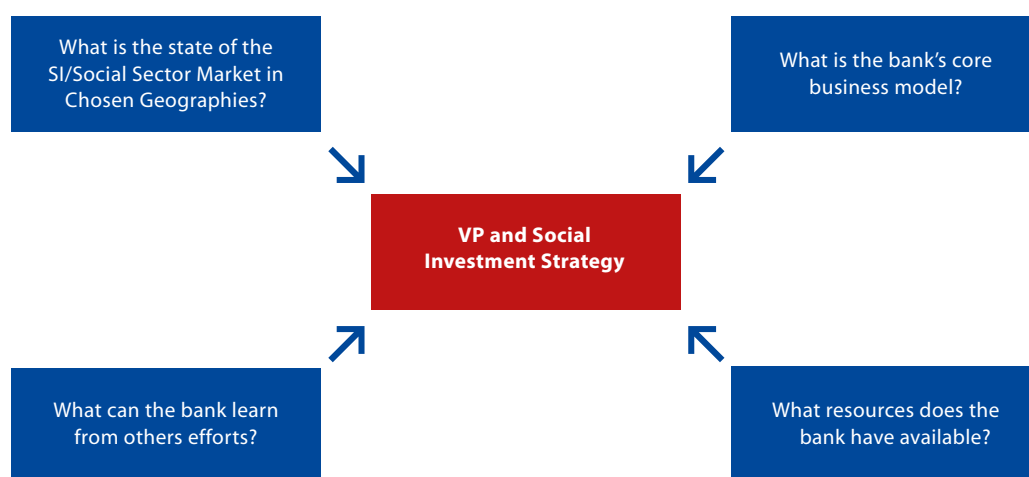 What is the state of the
SI/Social Sector Market in
Chosen Geographies?
What is the bank’s core
business model?
VP and Social
Investment Strategy
What can the bank learn
from others efforts?
What resources does the
bank have available?